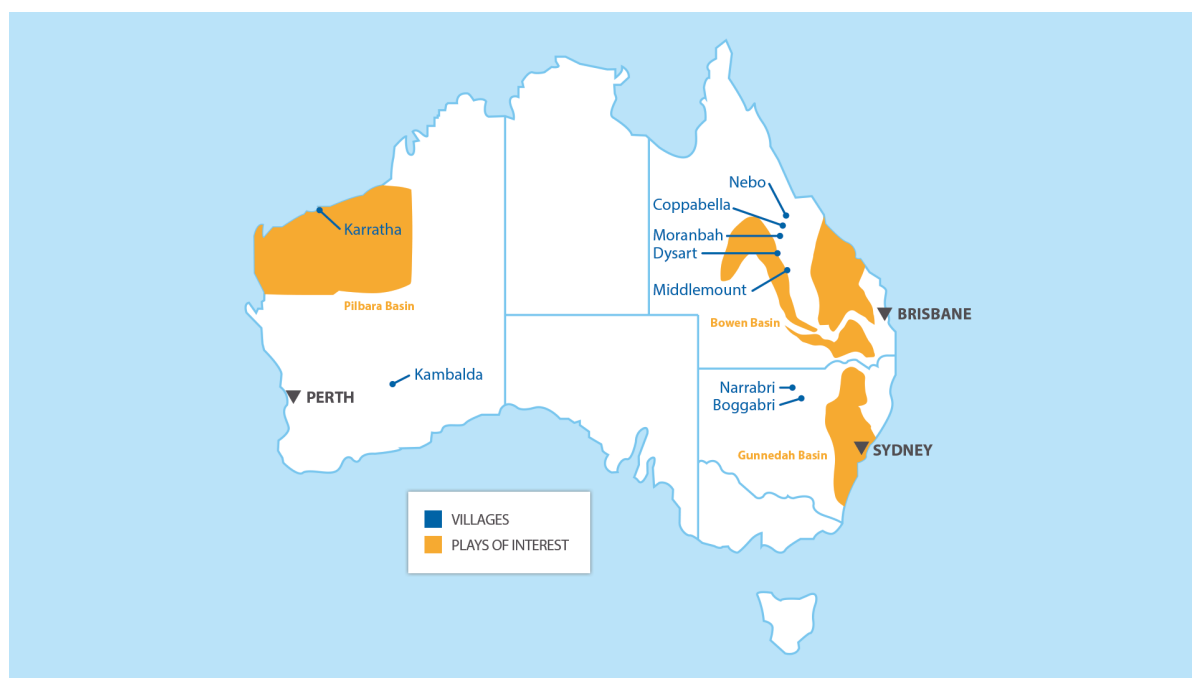 Nebo
Coppabella
Moranbah
Karratha
Dysart
Middlemount
Pilbara Basin
BRISBANE
Bowen Basin
Kambalda
Narrabri
PERTH
Boggabri
SYDNEY
Gunnedah Basin
VILLAGES
PLAYS OF INTEREST